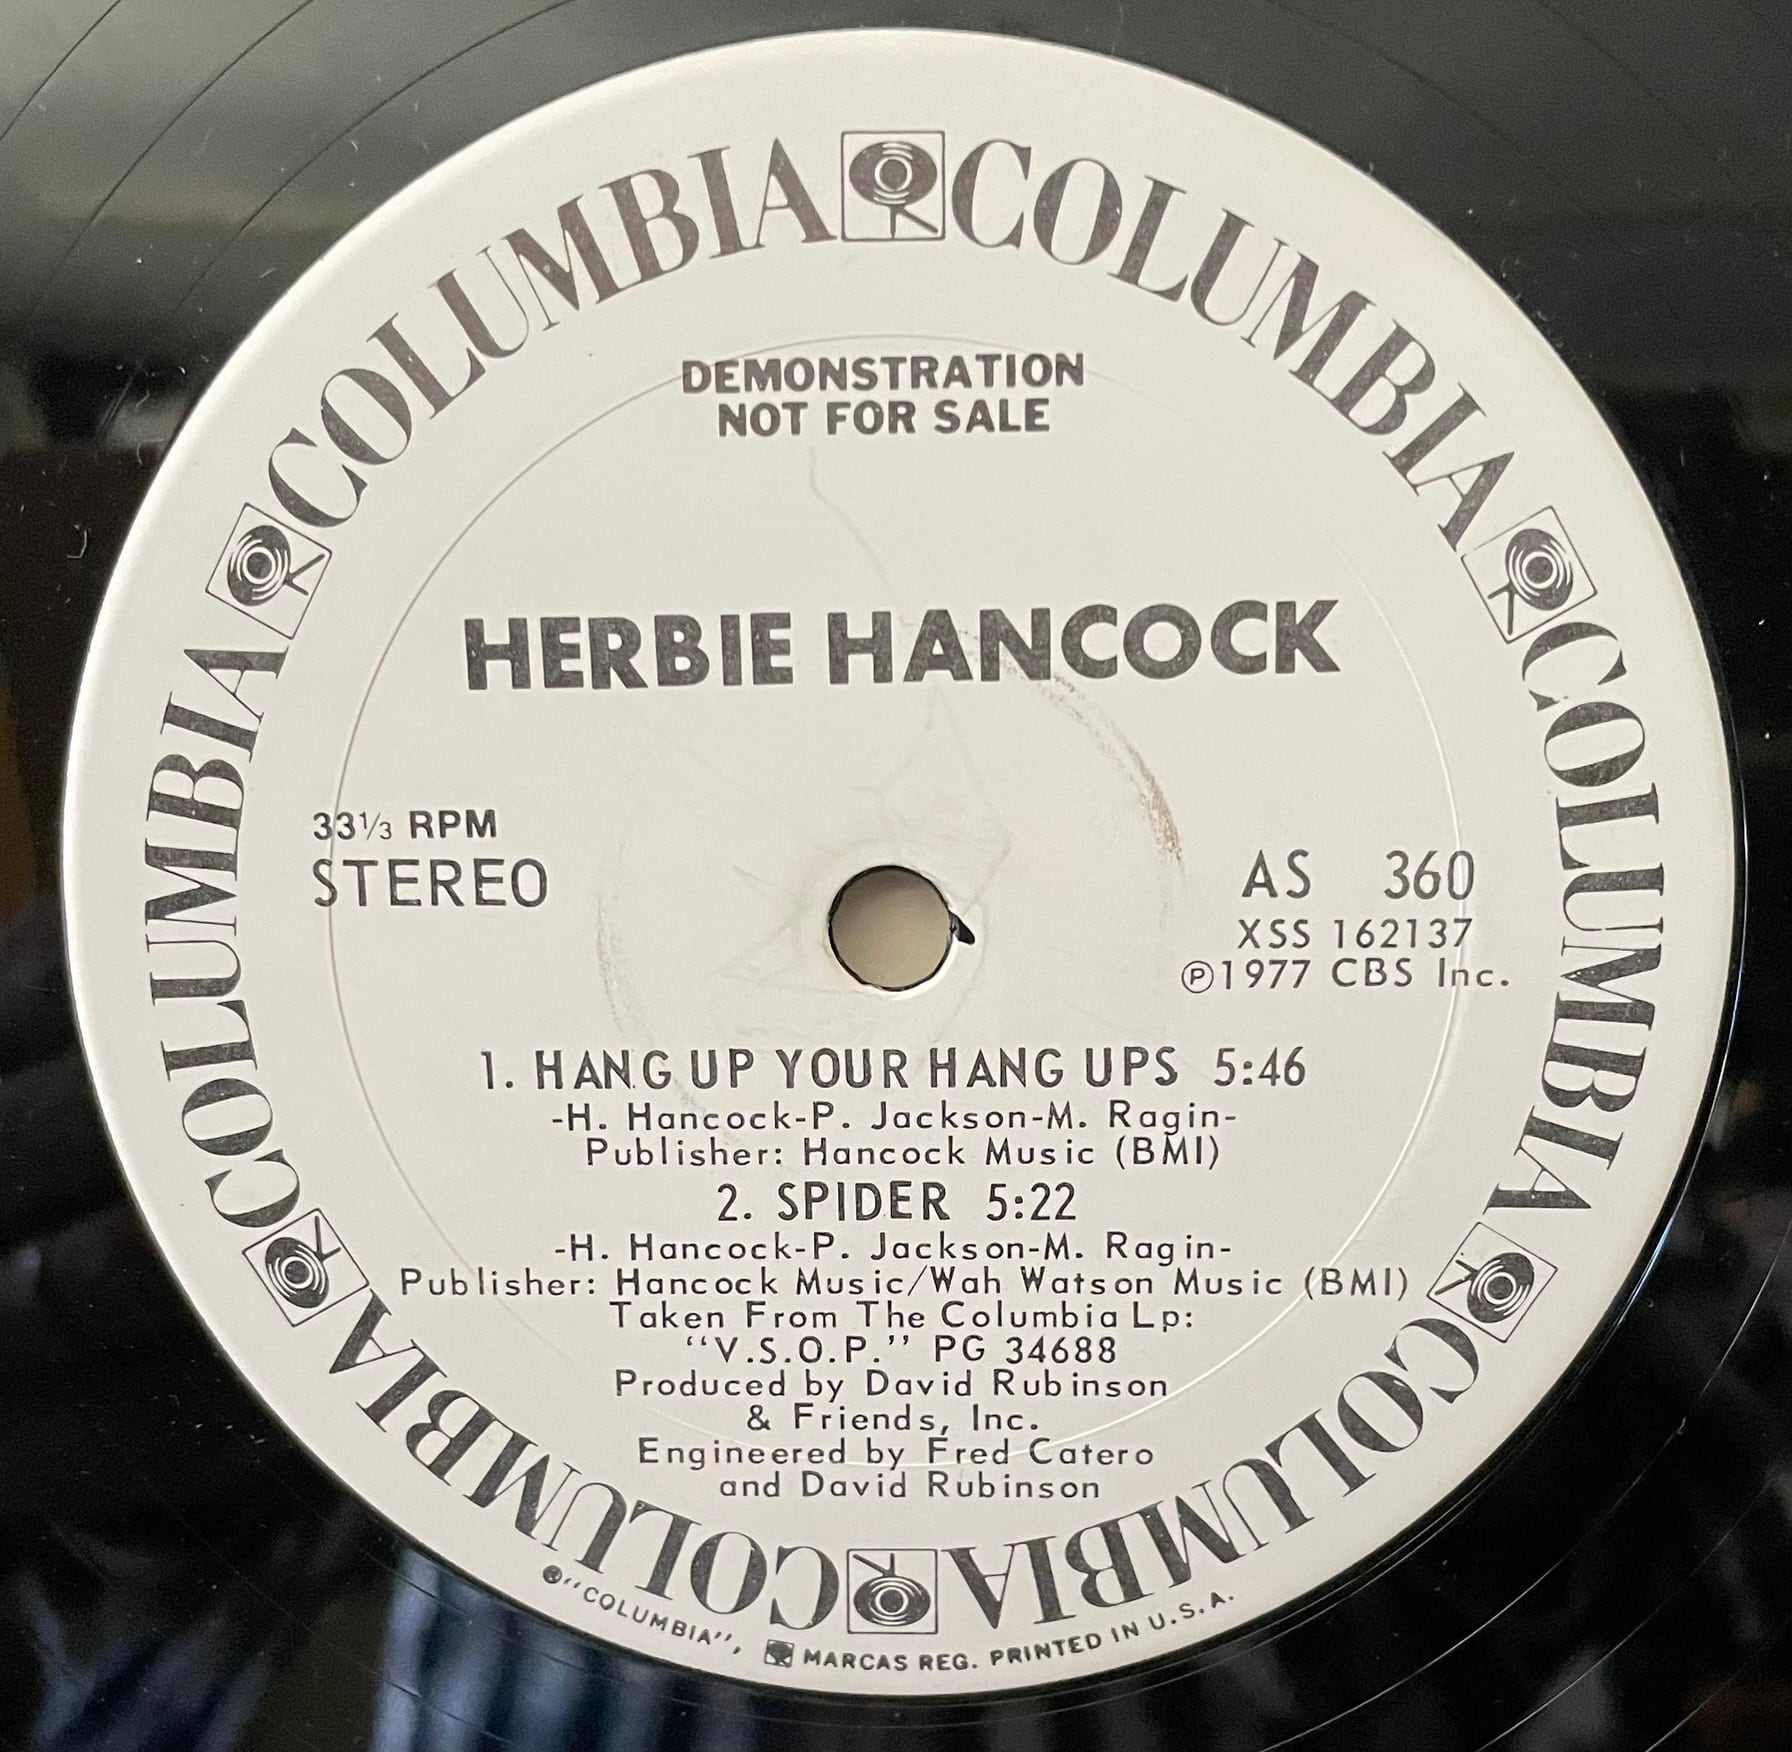 COLUMBIA COLUMBIA COLUMBIA COLUMBIA COLUMBIA COLUMBIA
DEMONSTRATION
NOT FOR SALE
HERBIE HANCOCK
33 1/3 RPM
STEREO
AS 360
XSS 162137
Ⓟ1977 CBS Inc.
1. HANG UP YOUR HANG UPS 5:46
-H. Hancock-P. Jackson-M. Ragin-
Publisher: Hancock Music (BMI)
2. SPIDER 5:22
-H. Hancock-P. Jackson-M. Ragin-
Publisher: Hancock Music/Wah Watson Music (BMI)
Taken From The Columbia Lp:
“V.S.O.P.” PG 34688
Produced by David Rubinson
& Friends, Inc.
Engineered by Fred Catero
and David Rubinson
®“COLUMBIA”, MARCAS REG. PRINTED IN U.S.A.